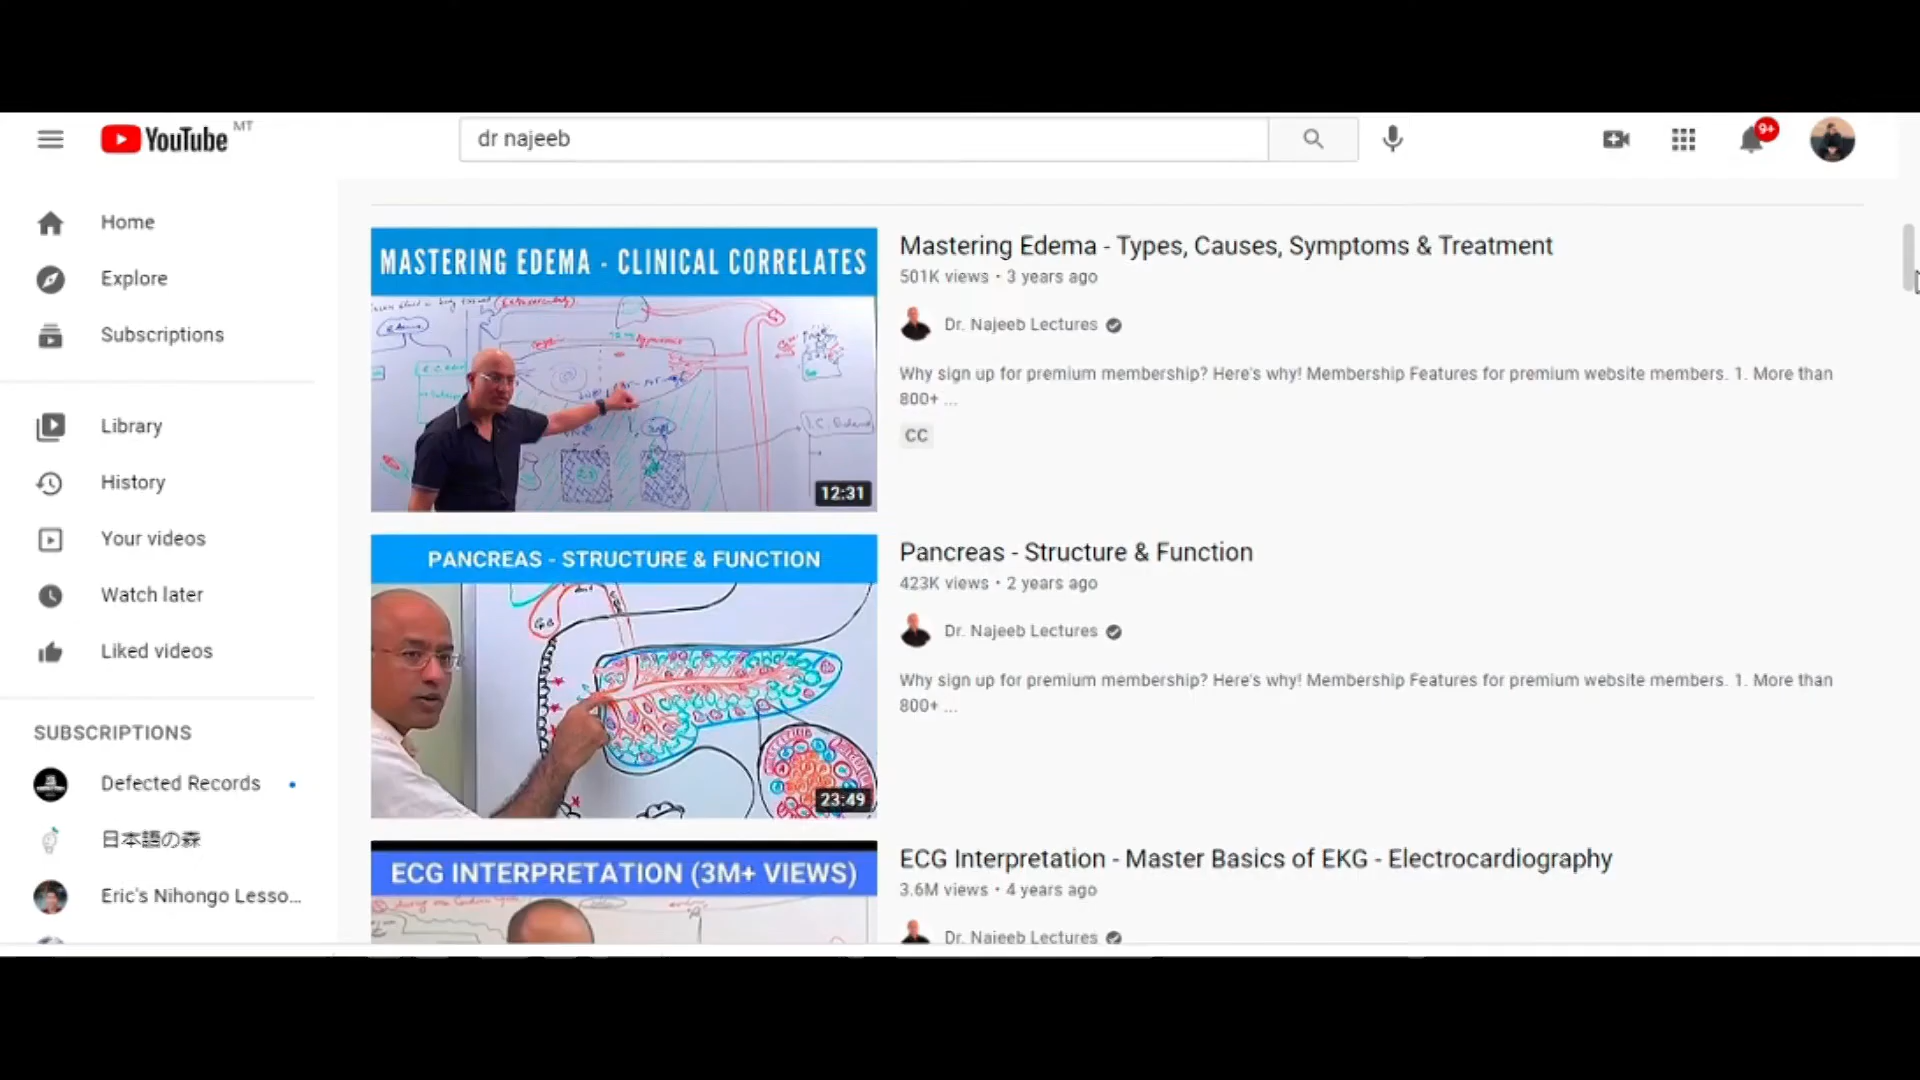 YouTube MT
dr najeeb
9+
Home
Explore
Subscriptions
Library
History
Your videos
Watch later
Liked videos
SUBSCRIPTIONS
Defected Records
日本語の森
Eric's Nihongo Lesso...
MASTERING EDEMA - CLINICAL CORRELATES
12:31
Mastering Edema - Types, Causes, Symptoms & Treatment
501K views • 3 years ago
Dr. Najeeb Lectures
Why sign up for premium membership? Here's why! Membership Features for premium website members. 1. More than
800+ ...
CC
PANCREAS - STRUCTURE & FUNCTION
23:49
Pancreas - Structure & Function
423K views • 2 years ago
Dr. Najeeb Lectures
Why sign up for premium membership? Here's why! Membership Features for premium website members. 1. More than
800+ ...
ECG INTERPRETATION (3M+ VIEWS)
ECG Interpretation - Master Basics of EKG - Electrocardiography
3.6M views • 4 years ago
Dr. Najeeb Lectures